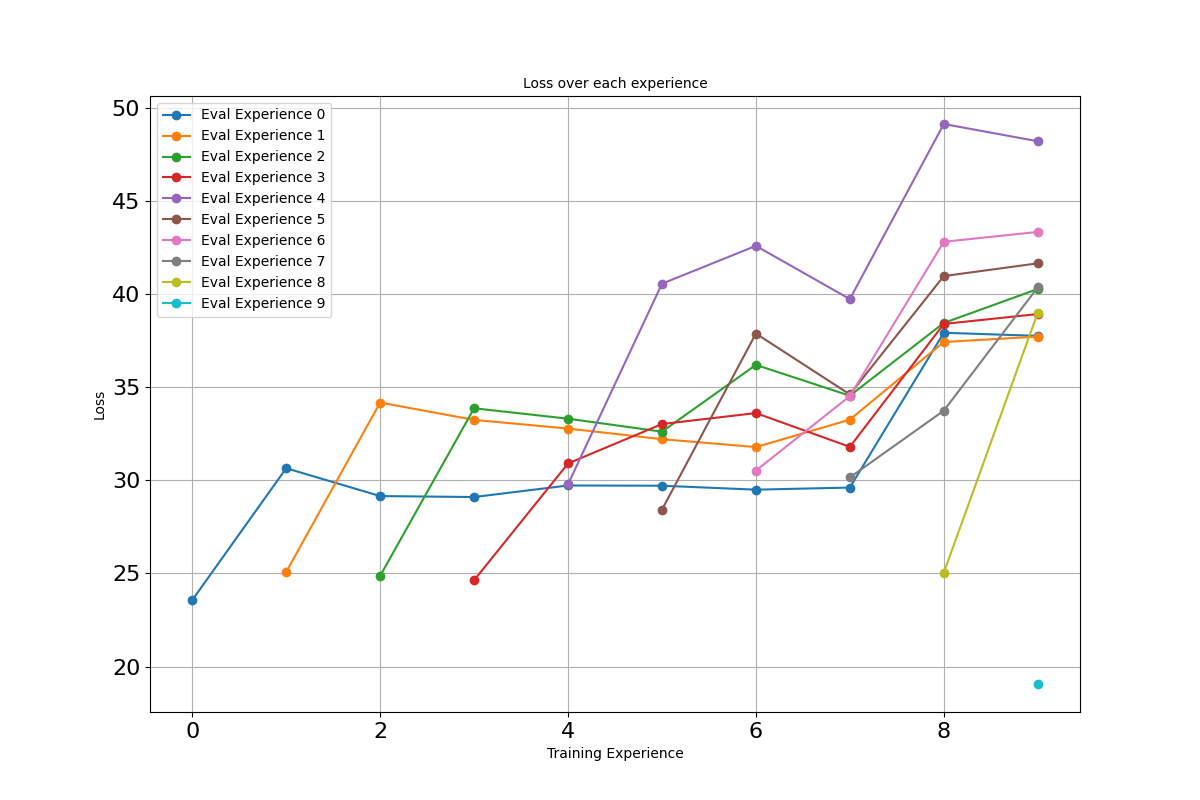 Loss over each experience
50
45
40
35
30
25
20
Loss
Eval Experience 0
Eval Experience 1
Eval Experience 2
Eval Experience 3
Eval Experience 4
Eval Experience 5
Eval Experience 6
Eval Experience 7
Eval Experience 8
Eval Experience 9
0 2 4 6 8
Training Experience